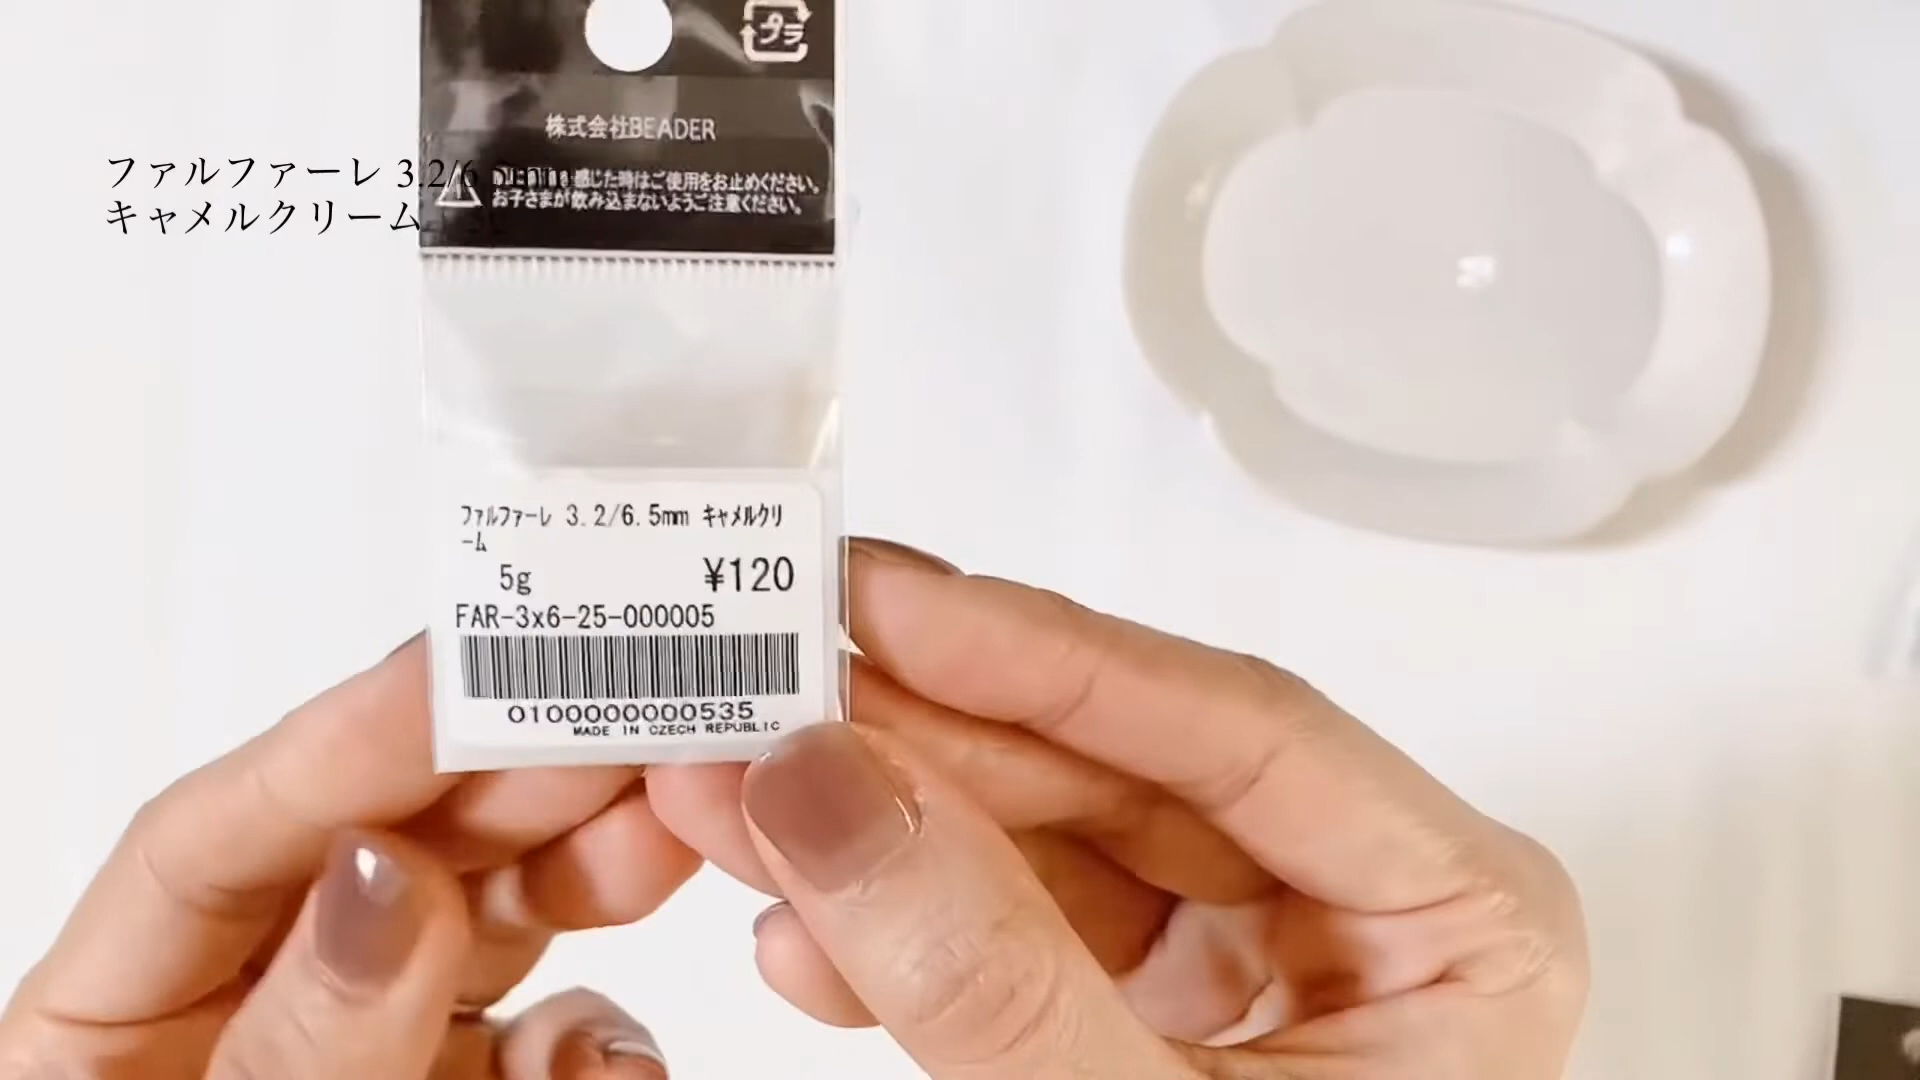 プラ
株式会社BEADER
ファルファーレ 3.2/6.5mm
感じた時はご使用をお止めください。
お子さまが飲み込まないようご注意ください。
キャメルクリーム
ファルファーレ 3.2/6.5mm キャメルクリ
ーム
5g
¥120
FAR-3x6-25-000005
0100000000535
MADE IN CZECH REPUBLIC